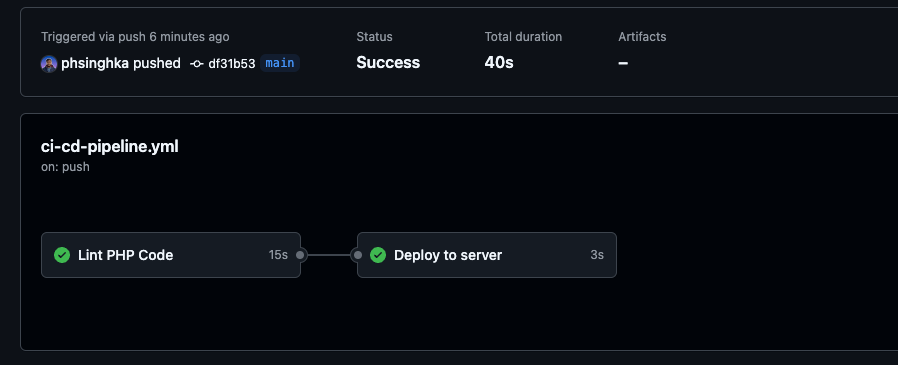 Triggered via push 6 minutes ago
phsinghka pushed df31b53 main
Status
Success
Total duration
40s
Artifacts
–
ci-cd-pipeline.yml
on: push
Lint PHP Code 15s
Deploy to server 3s